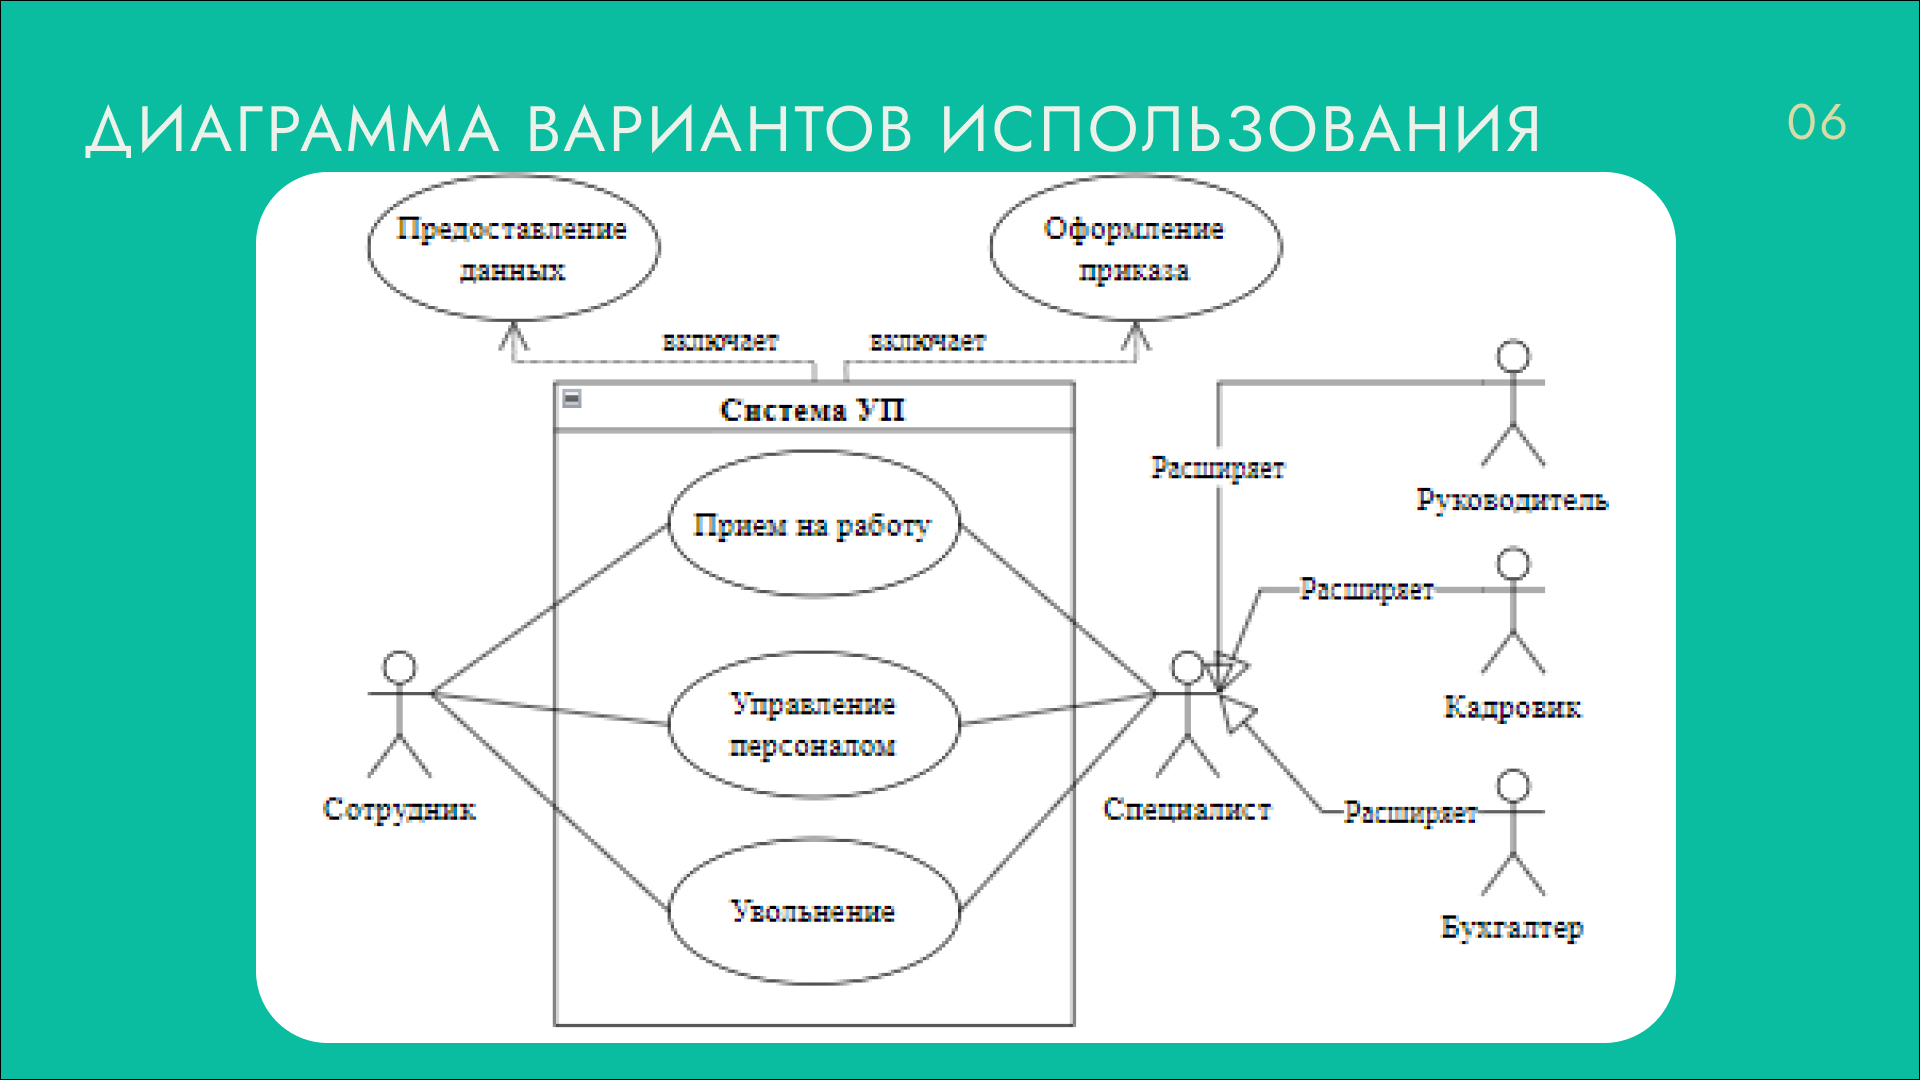 ДИАГРАММА ВАРИАНТОВ ИСПОЛЬЗОВАНИЯ
06
Предоставление
данных
Оформление
приказа
включает
включает
Система УП
Прием на работу
Управление
персоналом
Увольнение
Сотрудник
Специалист
Расширяет
Руководитель
Расширяет
Кадровик
Расширяет
Бухгалтер